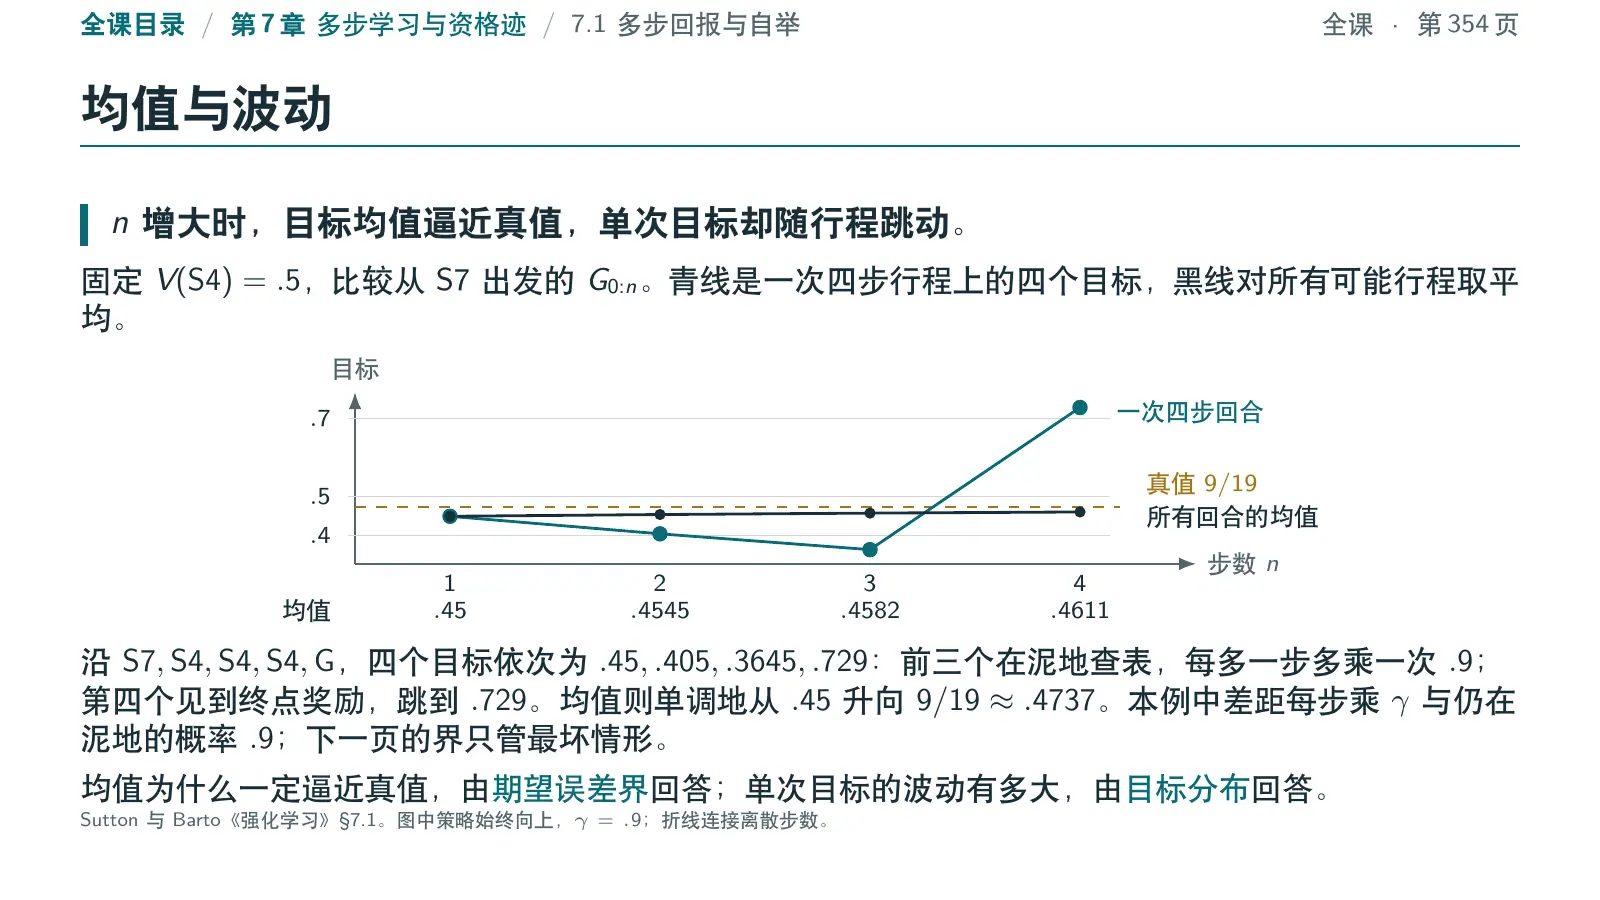 全课目录 / 第 7 章 多步学习与资格迹 / 7.1 多步回报与自举
全课 · 第 354 页
均值与波动
n 增大时，目标均值逼近真值，单次目标却随行程跳动。
固定 V(S4) = .5，比较从 S7 出发的 G₀:ₙ。青线是一次四步行程上的四个目标，黑线对所有可能行程取平
均。
目标
.7
一次四步回合
真值 9/19
.5
所有回合的均值
.4
步数 n
1 2 3 4
均值 .45 .4545 .4582 .4611
沿 S7, S4, S4, S4, G，四个目标依次为 .45, .405, .3645, .729：前三个在泥地查表，每多一步多乘一次 .9；
第四个见到终点奖励，跳到 .729。均值则单调地从 .45 升向 9/19 ≈ .4737。本例中差距每步乘 γ 与仍在
泥地的概率 .9；下一页的界只管最坏情形。
均值为什么一定逼近真值，由期望误差界回答；单次目标的波动有多大，由目标分布回答。
Sutton 与 Barto《强化学习》§7.1。图中策略始终向上，γ = .9；折线连接离散步数。